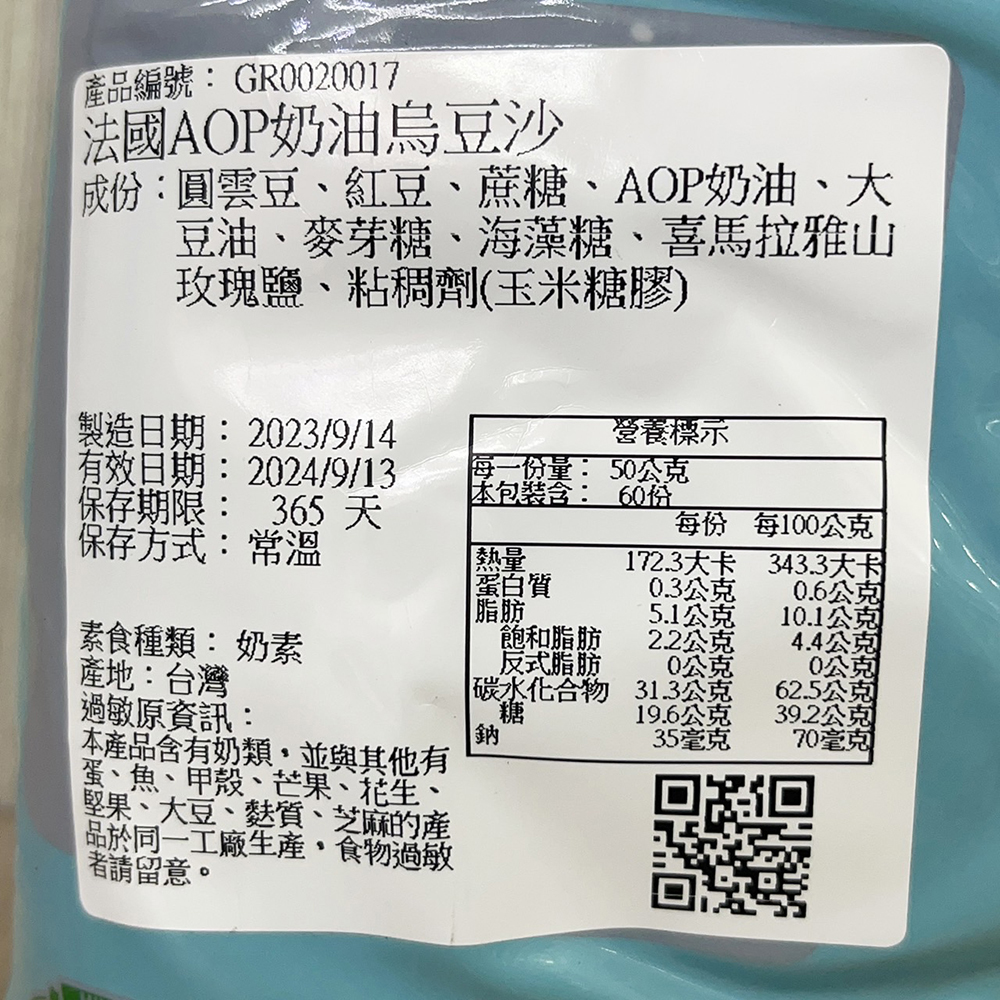 產品編號： GR0020017
法國AOP奶油烏豆沙
成份：圓雲豆、紅豆、蔗糖、AOP奶油、大
豆油、麥芽糖、海藻糖、喜馬拉雅山
玫瑰鹽、粘稠劑(玉米糖膠)
製造日期： 2023/9/14
有效日期： 2024/9/13
保存期限： 365 天
保存方式： 常溫
素食種類： 奶素
產地：台灣
過敏原資訊：
本產品含有奶類，並與其他有
蛋、魚、甲殼、芒果、花生、
堅果、大豆、麩質、芝麻的產
品於同一工廠生產，食物過敏
者請留意。
營養標示
每一份量： 50公克
本包裝含： 60份
每份 每100公克
熱量 172.3大卡 343.3大卡
蛋白質 0.3公克 0.6公克
脂肪 5.1公克 10.1公克
飽和脂肪 2.2公克 4.4公克
反式脂肪 0公克 0公克
碳水化合物 31.3公克 62.5公克
糖 19.6公克 39.2公克
鈉 35毫克 70毫克